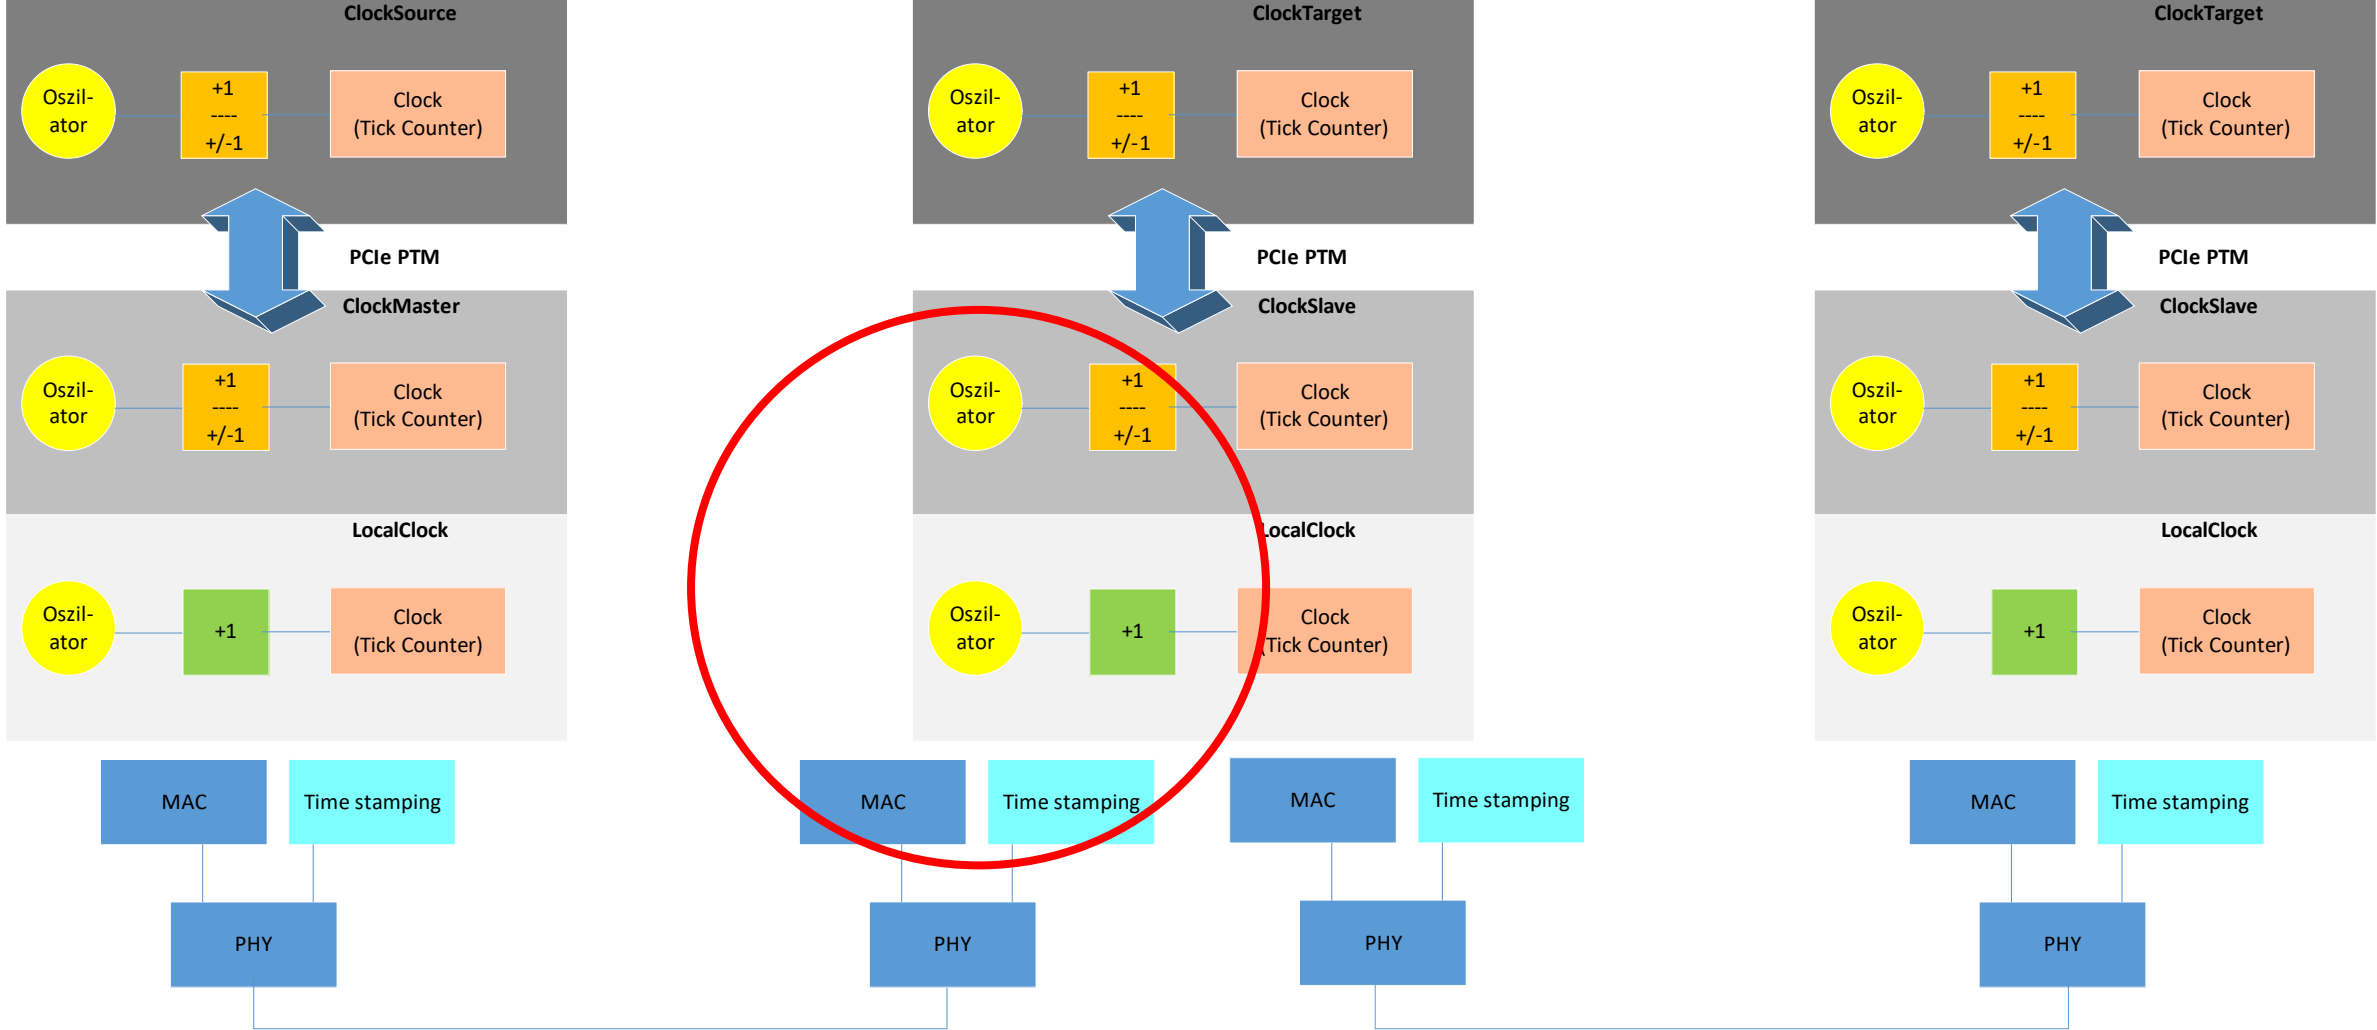 ClockSource
Oszil-
ator
+1
----
+/-1
Clock
(Tick Counter)
PCIe PTM
ClockMaster
Oszil-
ator
+1
----
+/-1
Clock
(Tick Counter)
LocalClock
Oszil-
ator
+1
Clock
(Tick Counter)
MAC
Time stamping
PHY
ClockTarget
Oszil-
ator
+1
----
+/-1
Clock
(Tick Counter)
PCIe PTM
ClockSlave
Oszil-
ator
+1
----
+/-1
Clock
(Tick Counter)
LocalClock
Oszil-
ator
+1
Clock
(Tick Counter)
MAC
Time stamping
PHY
MAC
Time stamping
PHY
ClockTarget
Oszil-
ator
+1
----
+/-1
Clock
(Tick Counter)
PCIe PTM
ClockSlave
Oszil-
ator
+1
----
+/-1
Clock
(Tick Counter)
LocalClock
Oszil-
ator
+1
Clock
(Tick Counter)
MAC
Time stamping
PHY